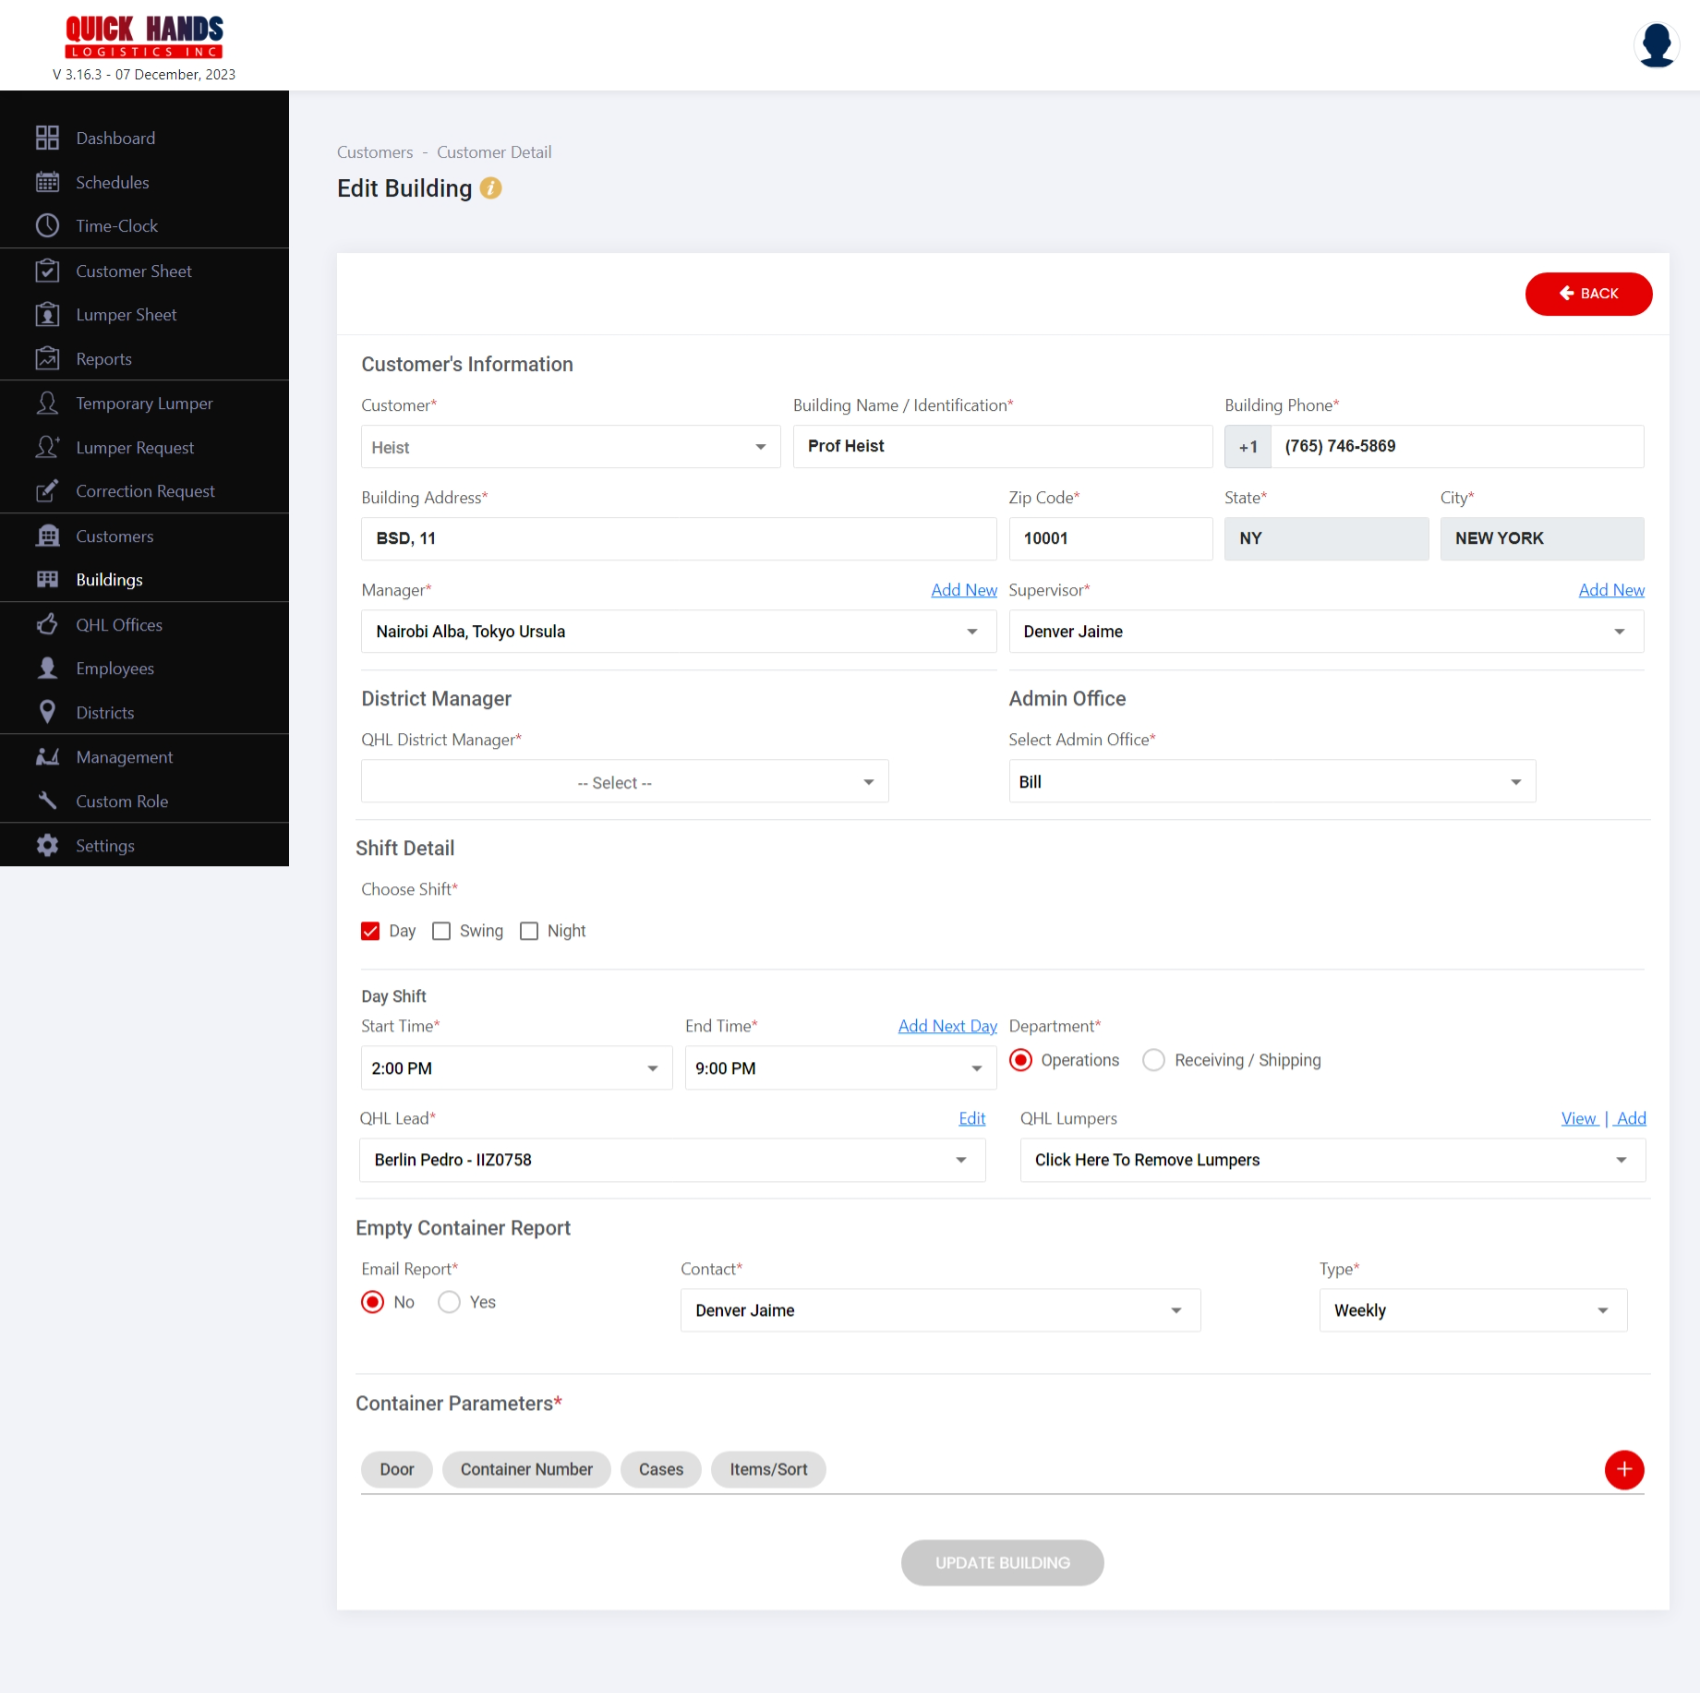 QUICK HANDS
LOGISTICS INC
V 3.16.3 - 07 December, 2023
Dashboard
Schedules
Time-Clock
Customer Sheet
Lumper Sheet
Reports
Temporary Lumper
Lumper Request
Correction Request
Customers
Buildings
QHL Offices
Employees
Districts
Management
Custom Role
Settings
Customers - Customer Detail
Edit Building i
BACK
Customer's Information
Customer* Building Name / Identification* Building Phone*
Heist Prof Heist +1 (765) 746-5869
Building Address* Zip Code* State* City*
BSD, 11 10001 NY NEW YORK
Manager* Add New Supervisor* Add New
Nairobi Alba, Tokyo Ursula Denver Jaime
District Manager Admin Office
QHL District Manager* Select Admin Office*
-- Select -- Bill
Shift Detail
Choose Shift*
Day Swing Night
Day Shift
Start Time* End Time* Add Next Day Department*
2:00 PM 9:00 PM Operations Receiving / Shipping
QHL Lead* Edit QHL Lumpers View | Add
Berlin Pedro - IIZ0758 Click Here To Remove Lumpers
Empty Container Report
Email Report* Contact* Type*
No Yes Denver Jaime Weekly
Container Parameters*
Door Container Number Cases Items/Sort +
UPDATE BUILDING